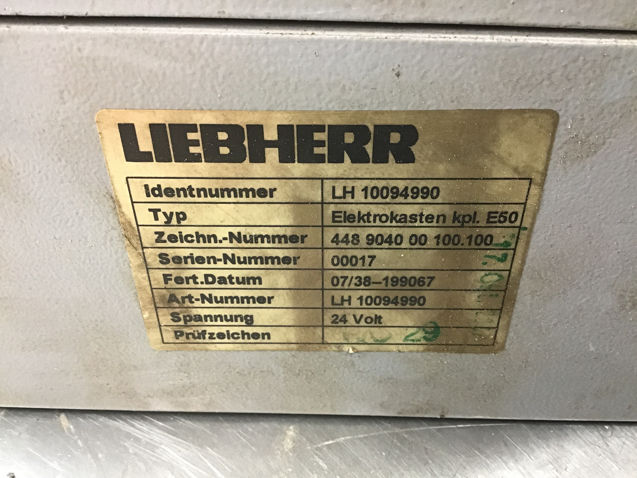 LIEBHERR
Identnummer LH 10094990
Typ Elektrokasten kpl. E50
Zeichn.-Nummer 448 9040 00 100.100
Serien-Nummer 00017
Fert.Datum 07/38-199067
Art-Nummer LH 10094990
Spannung 24 Volt
Prüfzeichen 29